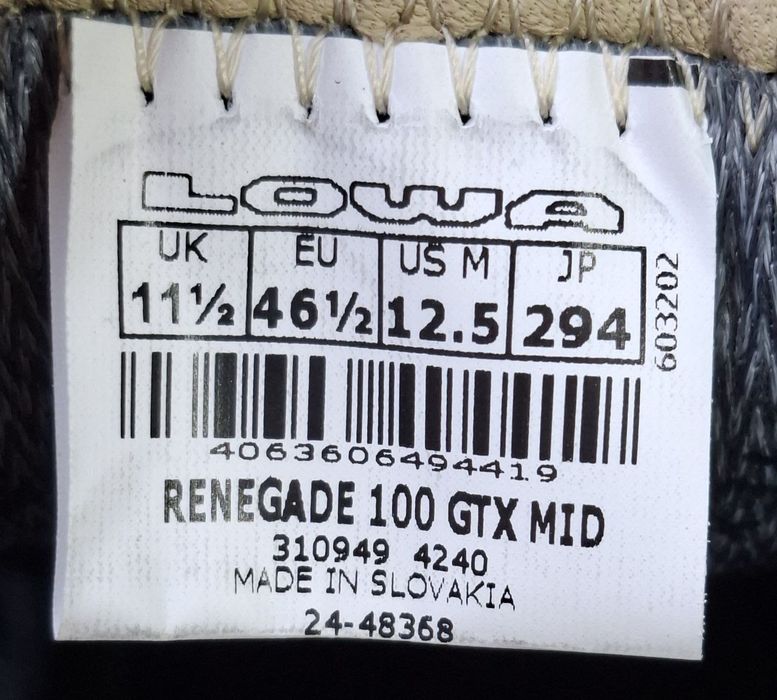 LOWA
UK EU US M JP
11½ 46½ 12.5 294
603202
4063606494419
RENEGADE 100 GTX MID
310949 4240
MADE IN SLOVAKIA
24-48368